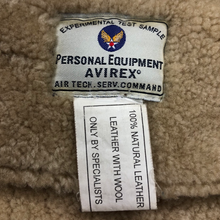 EXPERIMENTAL TEST SAMPLE
PERSONAL EQUIPMENT
AVIREX®
AIR TECH. SERV. COMMAND
100% NATURAL LEATHER
LEATHER WITH WOOL
ONLY BY SPECIALISTS